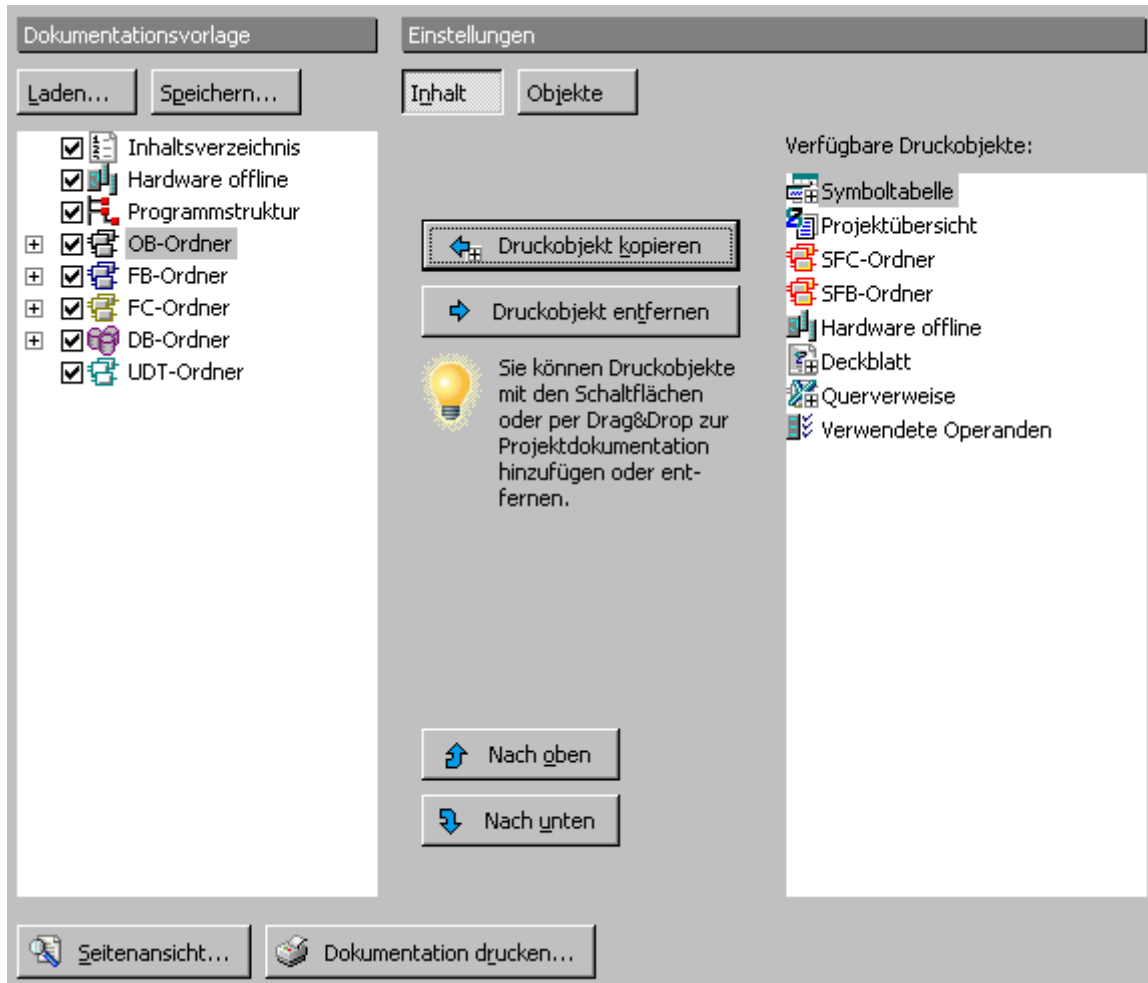 Dokumentationsvorlage
Einstellungen
Laden...
Speichern...
Inhalt
Objekte
Inhaltsverzeichnis
Hardware offline
Programmstruktur
OB-Ordner
FB-Ordner
FC-Ordner
DB-Ordner
UDT-Ordner
Druckobjekt kopieren
Druckobjekt entfernen
Sie können Druckobjekte
mit den Schaltflächen
oder per Drag&Drop zur
Projektdokumentation
hinzufügen oder ent-
fernen.
Nach oben
Nach unten
Verfügbare Druckobjekte:
Symboltabelle
Projektübersicht
SFC-Ordner
SFB-Ordner
Hardware offline
Deckblatt
Querverweise
Verwendete Operanden
Seitenansicht...
Dokumentation drucken...